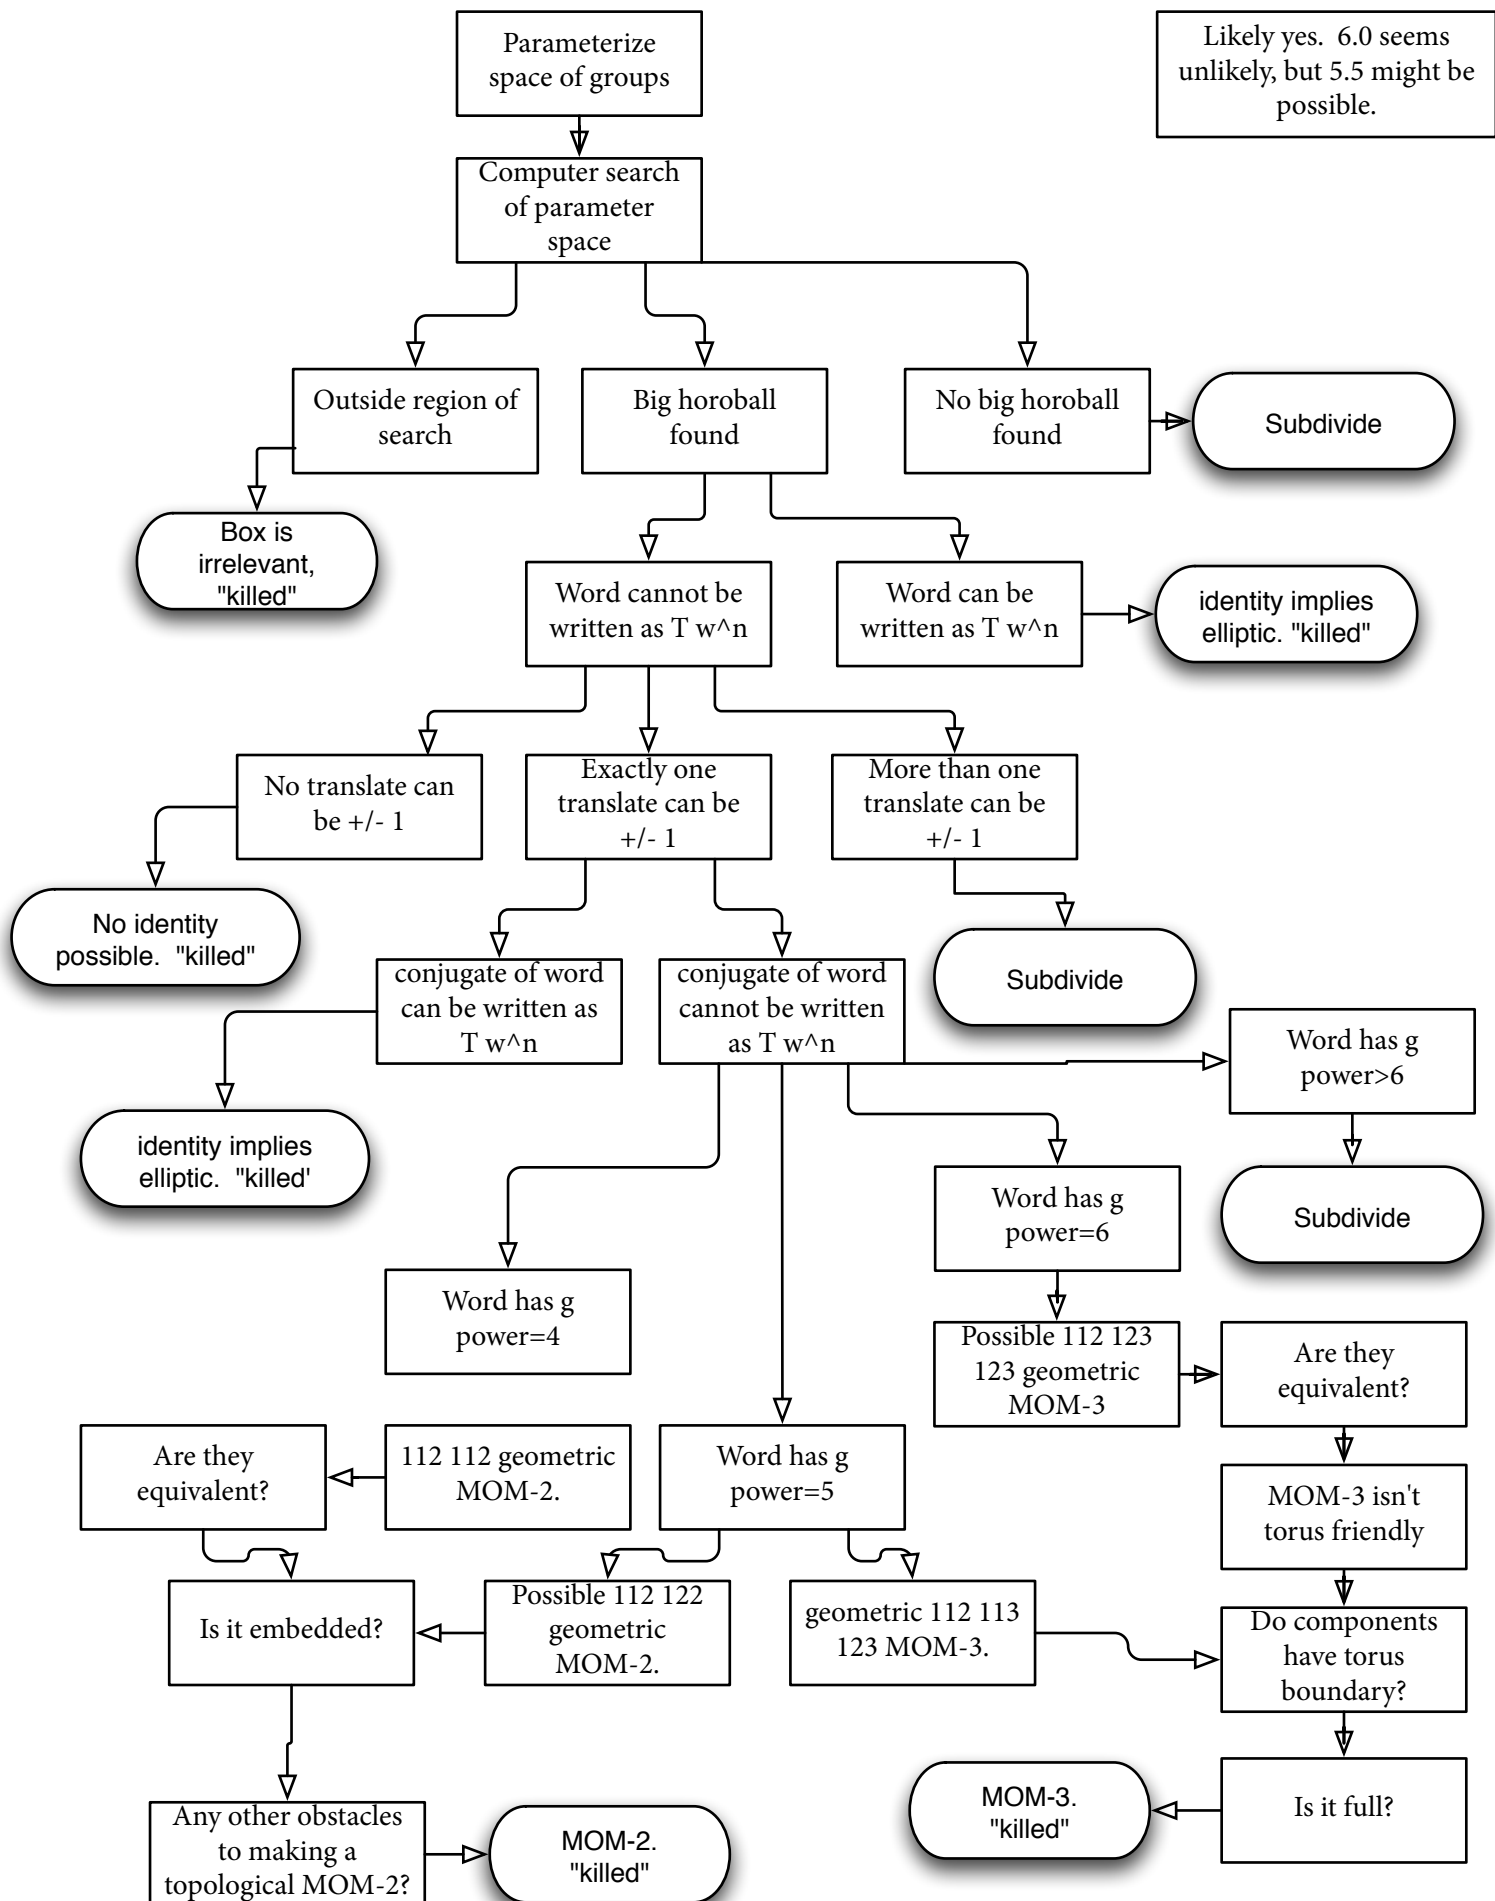 Parameterize
space of groups
Likely yes.  6.0 seems
unlikely, but 5.5 might be
possible.
Computer search
of parameter
space
Outside region of
search
Big horoball
found
No big horoball
found
Subdivide
Box is
irrelevant,
"killed"
Word cannot be
written as T w^n
Word can be
written as T w^n
identity implies
elliptic. "killed"
No translate can
be +/- 1
Exactly one
translate can be
+/- 1
More than one
translate can be
+/- 1
No identity
possible.  "killed"
conjugate of word
can be written as
T w^n
conjugate of word
cannot be written
as T w^n
Subdivide
Word has g
power>6
identity implies
elliptic.  "killed'
Word has g
power=6
Subdivide
Word has g
power=4
Possible 112 123
123 geometric
MOM-3
Are they
equivalent?
Are they
equivalent?
112 112 geometric
MOM-2.
Word has g
power=5
MOM-3 isn't
torus friendly
Is it embedded?
Possible 112 122
geometric
MOM-2.
geometric 112 113
123 MOM-3.
Do components
have torus
boundary?
Any other obstacles
to making a
topological MOM-2?
MOM-2.
"killed"
MOM-3.
"killed"
Is it full?